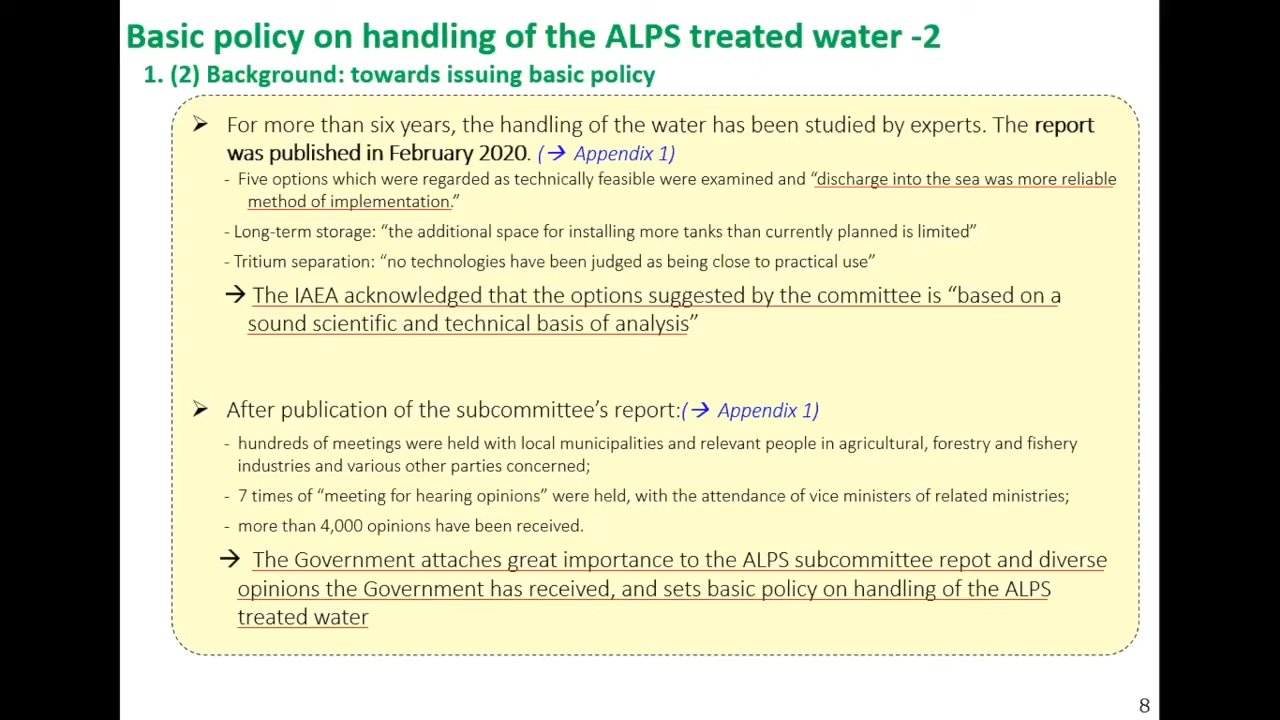 Basic policy on handling of the ALPS treated water -2
1. (2) Background: towards issuing basic policy
➢ For more than six years, the handling of the water has been studied by experts. The report
was published in February 2020. (→ Appendix 1)
- Five options which were regarded as technically feasible were examined and “discharge into the sea was more reliable
method of implementation.”
- Long-term storage: “the additional space for installing more tanks than currently planned is limited”
- Tritium separation: “no technologies have been judged as being close to practical use”
→ The IAEA acknowledged that the options suggested by the committee is “based on a
sound scientific and technical basis of analysis”
➢ After publication of the subcommittee’s report:(→ Appendix 1)
- hundreds of meetings were held with local municipalities and relevant people in agricultural, forestry and fishery
industries and various other parties concerned;
- 7 times of “meeting for hearing opinions” were held, with the attendance of vice ministers of related ministries;
- more than 4,000 opinions have been received.
→ The Government attaches great importance to the ALPS subcommittee repot and diverse
opinions the Government has received, and sets basic policy on handling of the ALPS
treated water
8